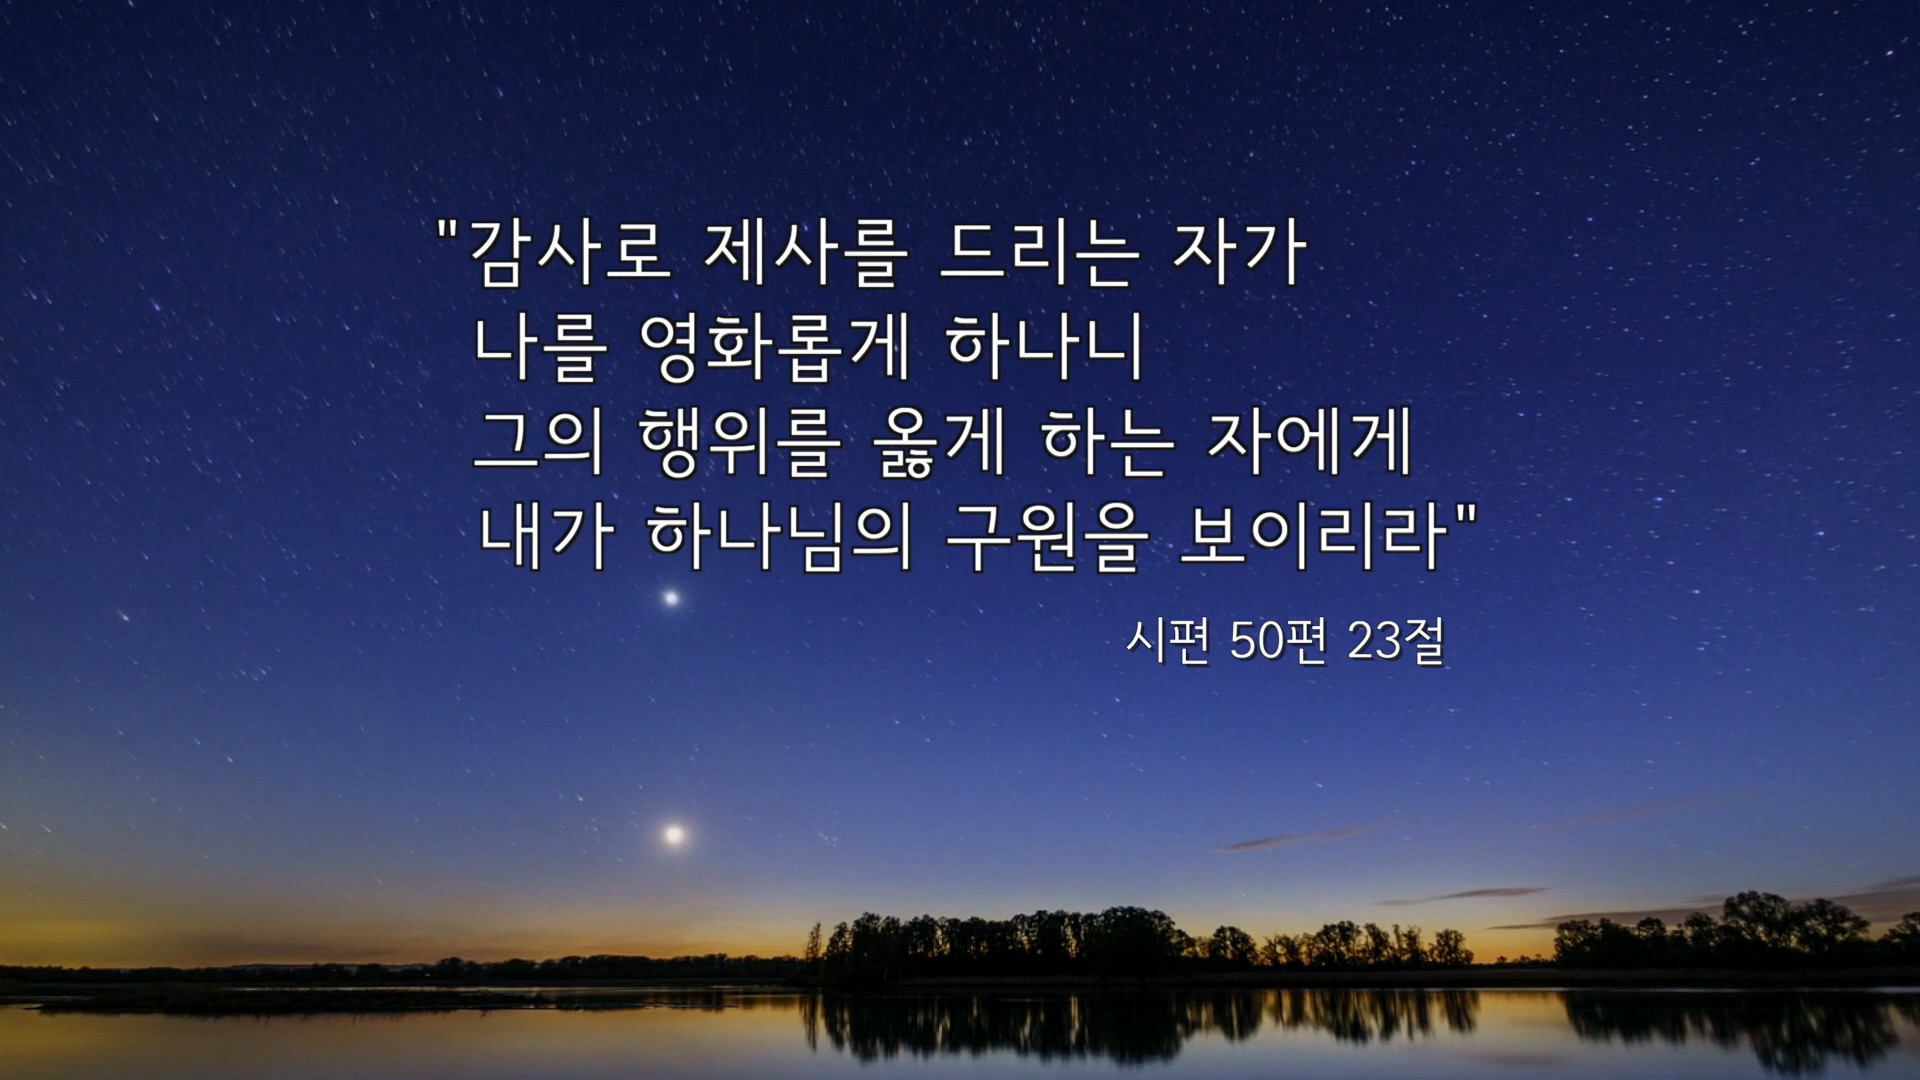 "감사로 제사를 드리는 자가
나를 영화롭게 하나니
그의 행위를 옳게 하는 자에게
내가 하나님의 구원을 보이리라"
시편 50편 23절